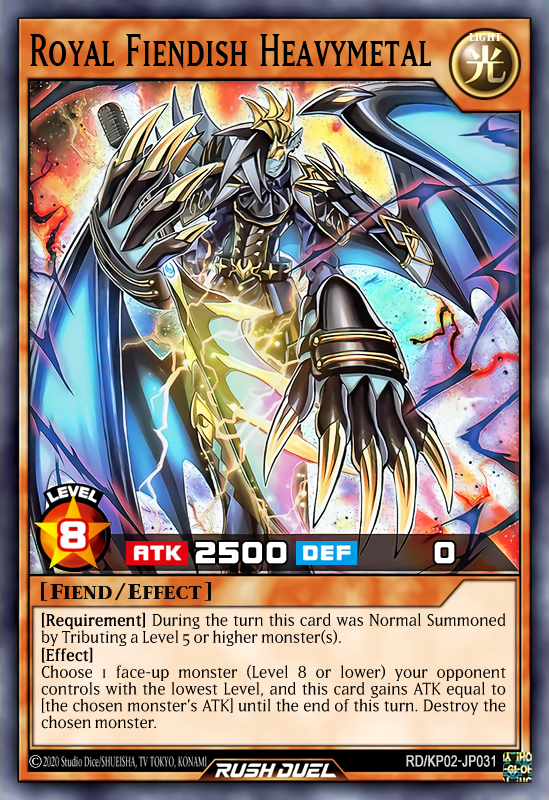 Royal Fiendish Heavymetal
LIGHT
光
LEVEL
8
ATK 2500 DEF 0
[Fiend/Effect]
[Requirement] During the turn this card was Normal Summoned
by Tributing a Level 5 or higher monster(s).
[Effect]
Choose 1 face-up monster (Level 8 or lower) your opponent
controls with the lowest Level, and this card gains ATK equal to
[the chosen monster's ATK] until the end of this turn. Destroy the
chosen monster.
©2020 Studio Dice/SHUEISHA, TV TOKYO, KONAMI
RUSH DUEL
RD/KP02-JP031